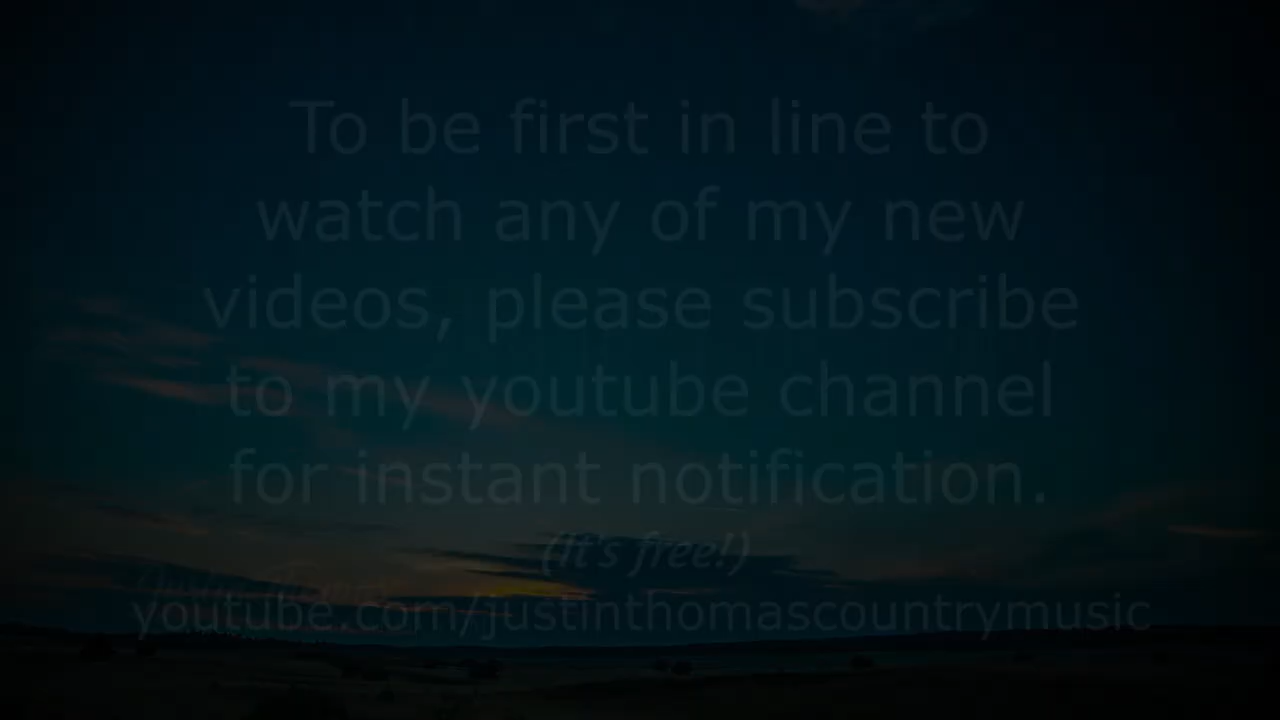 To be first in line to
watch any of my new
videos, please subscribe
to my youtube channel
for instant notification.
(It's free!)
youtube.com/justinthomascountrymusic